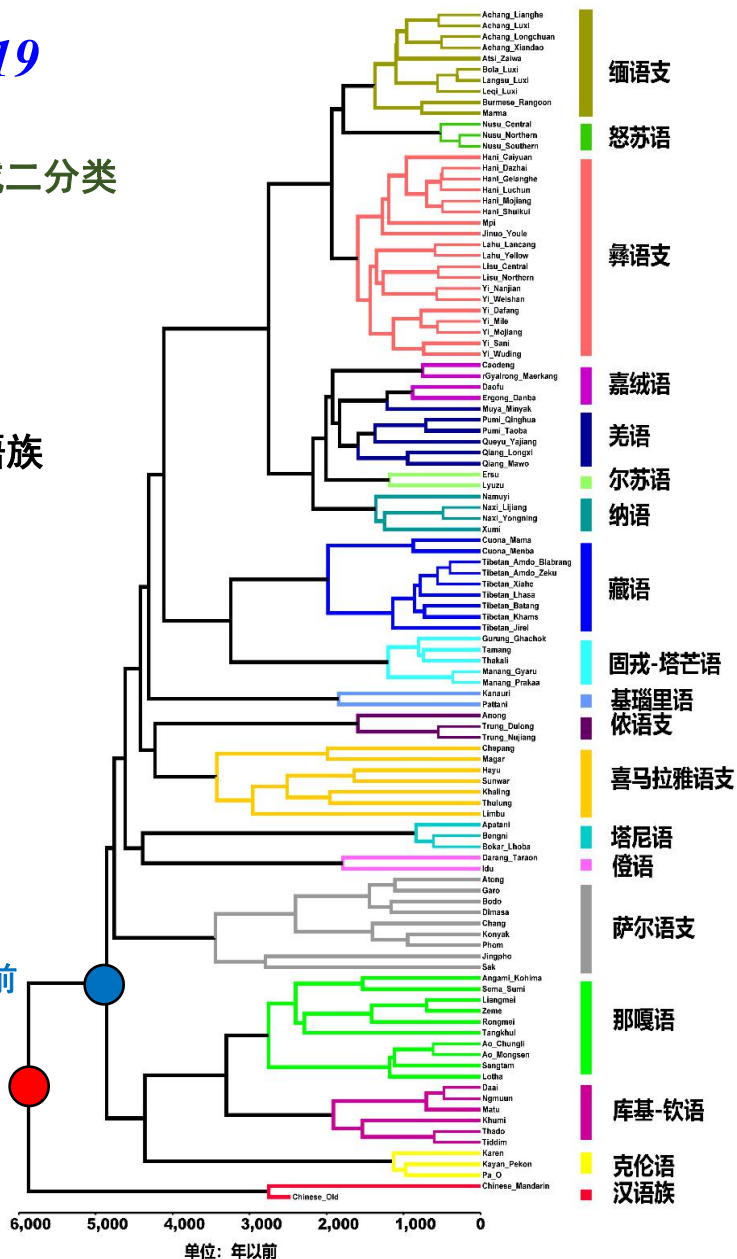 19
二分类
语族
前
Achang_Lianghe
Achang_Luxi
Achang_Longchuan
Achang_Xiandao
Atsi_Zaiwa
Bola_Luxi
Langsu_Luxi
Leqi_Luxi
Burmese_Rangoon
Marma
缅语支
Nusu_Central
Nusu_Northern
Nusu_Southern
怒苏语
Hani_Caiyuan
Hani_Dazhai
Hani_Gelanghe
Hani_Luchun
Hani_Mojiang
Hani_Shuikui
Mpi
Jinuo_Youle
Lahu_Lancang
Lahu_Yellow
Lisu_Central
Lisu_Northern
Yi_Nanjian
Yi_Weishan
Yi_Dafang
Yi_Mile
Yi_Mojiang
Yi_Sani
Yi_Wuding
彝语支
Caodeng
rGyalrong_Maerkang
Daofu
Ergong_Danba
嘉绒语
Muya_Minyak
Pumi_Qinghua
Pumi_Taoba
Queyu_Yajiang
Qiang_Longxi
Qiang_Mawo
羌语
Ersu
Lyuzu
尔苏语
Namuyi
Naxi_Lijiang
Naxi_Yongning
Xumi
纳语
Cuona_Mama
Cuona_Menba
Tibetan_Amdo_Blabrang
Tibetan_Amdo_Zeku
Tibetan_Xiahe
Tibetan_Lhasa
Tibetan_Batang
Tibetan_Khams
Tibetan_Jirel
藏语
Gurung_Ghachok
Tamang
Thakali
Manang_Gyaru
Manang_Prakaa
固戎-塔芒语
Kanauri
Pattani
基瑙里语
Anong
Trung_Dulong
Trung_Nujiang
侬语支
Chepang
Magar
Hayu
Sunwar
Khaling
Thulung
Limbu
喜马拉雅语支
Apatani
Bengni
Bokar_Lhoba
塔尼语
Darang_Taraon
Idu
僜语
Atong
Garo
Bodo
Dimasa
Chang
Konyak
Phom
Jingpho
Sak
萨尔语支
Angami_Kohima
Sema_Sumi
Liangmei
Zeme
Rongmei
Tangkhul
Ao_Chungli
Ao_Mongsen
Sangtam
Lotha
那嘎语
Daai
Ngmuun
Matu
Khumi
Thado
Tiddim
库基-钦语
Karen
Kayan_Pekon
Pa_O
克伦语
Chinese_Mandarin
Chinese_Old
汉语族
6,000 5,000 4,000 3,000 2,000 1,000 0
单位：年以前